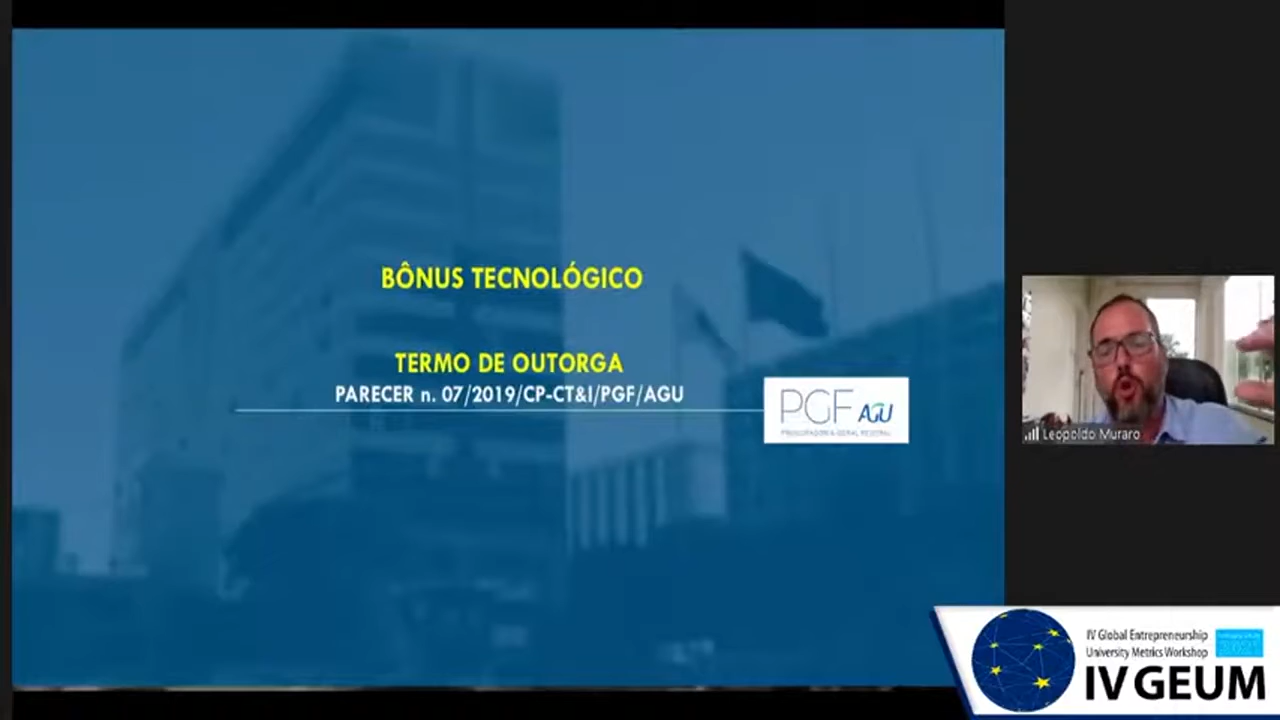 BÔNUS TECNOLÓGICO
TERMO DE OUTORGA
PARECER n. 07/2019/CP-CT&I/PGF/AGU
PGF AGU
Leopoldo Muraro
IV Global Entrepreneurship
University Metrics Workshop
IV GEUM